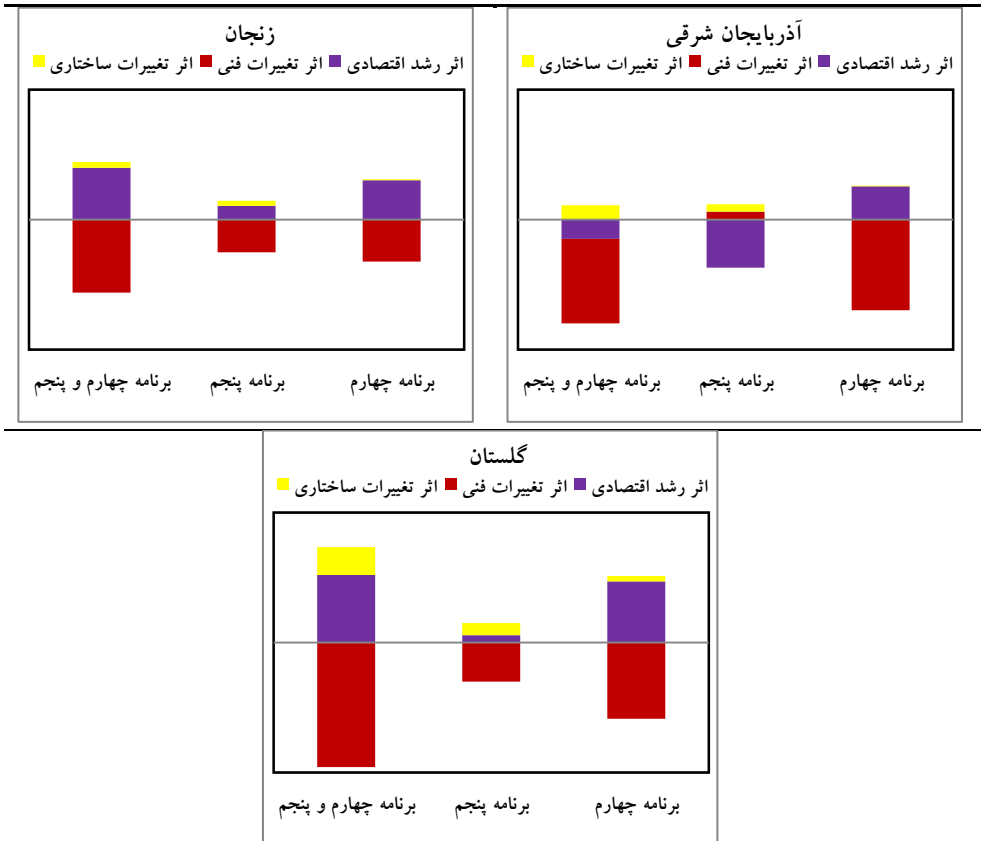 آذربایجان شرقی
اثر رشد اقتصادی اثر تغییرات فنی اثر تغییرات ساختاری
برنامه چهارم برنامه پنجم برنامه چهارم و پنجم
زنجان
اثر رشد اقتصادی اثر تغییرات فنی اثر تغییرات ساختاری
برنامه چهارم برنامه پنجم برنامه چهارم و پنجم
گلستان
اثر رشد اقتصادی اثر تغییرات فنی اثر تغییرات ساختاری
برنامه چهارم برنامه پنجم برنامه چهارم و پنجم